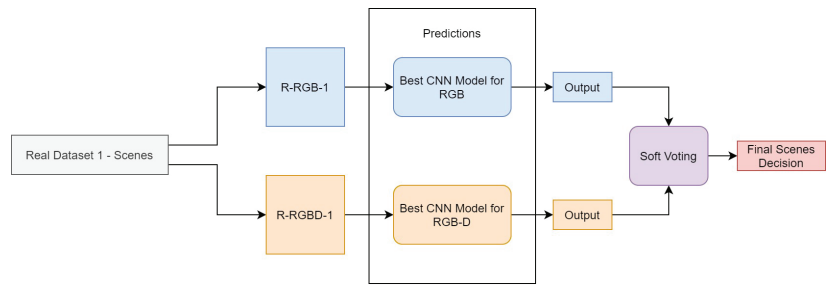 Predictions
R-RGB-1
Best CNN Model for
RGB
Output
Real Dataset 1 - Scenes
Soft Voting
Final Scenes
Decision
R-RGBD-1
Best CNN Model for
RGB-D
Output